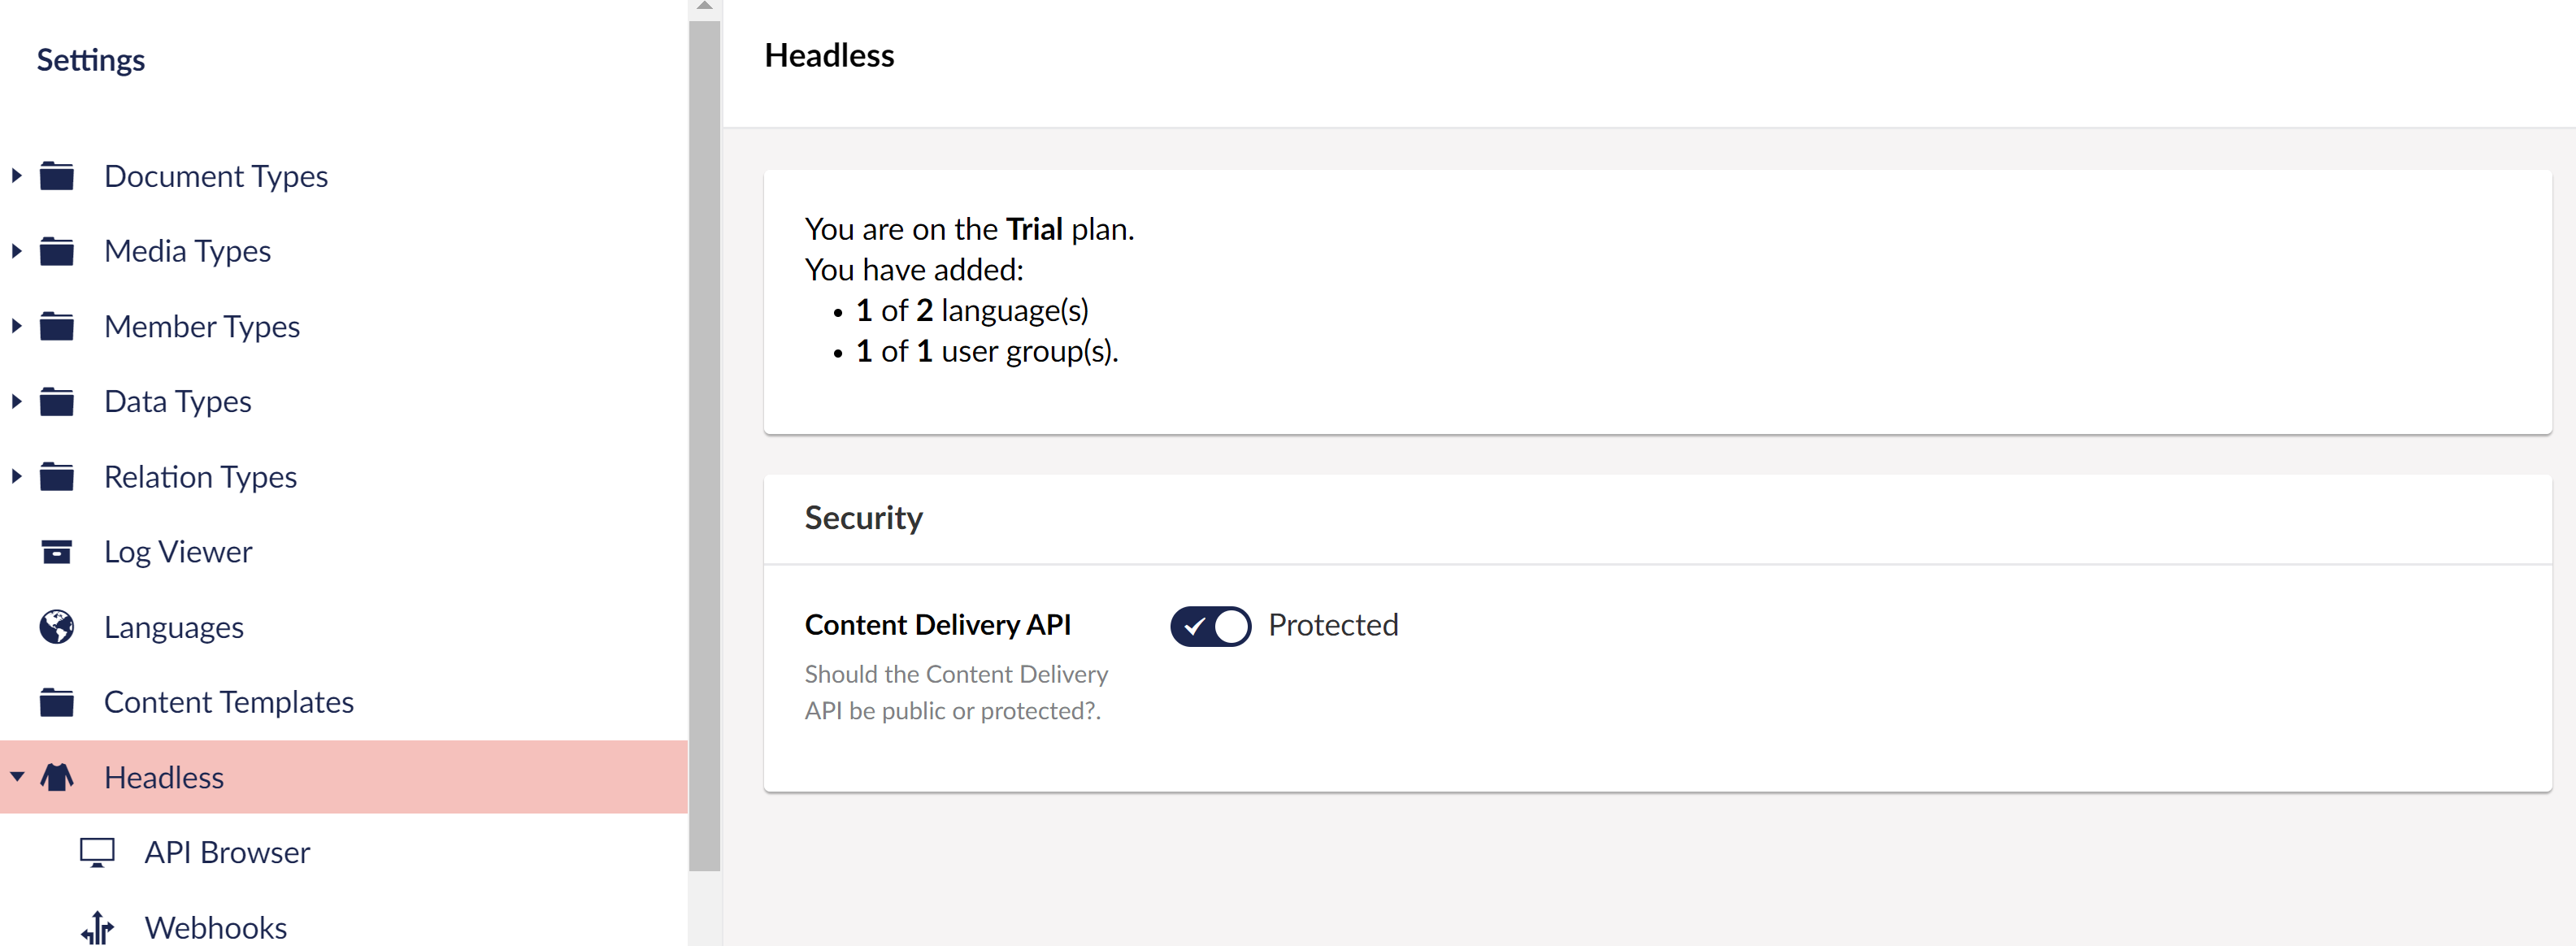 Settings
Document Types
Media Types
Member Types
Data Types
Relation Types
Log Viewer
Languages
Content Templates
Headless
API Browser
Webhooks
Headless
You are on the Trial plan.
You have added:
• 1 of 2 language(s)
• 1 of 1 user group(s).
Security
Content Delivery API
Protected
Should the Content Delivery
API be public or protected?.